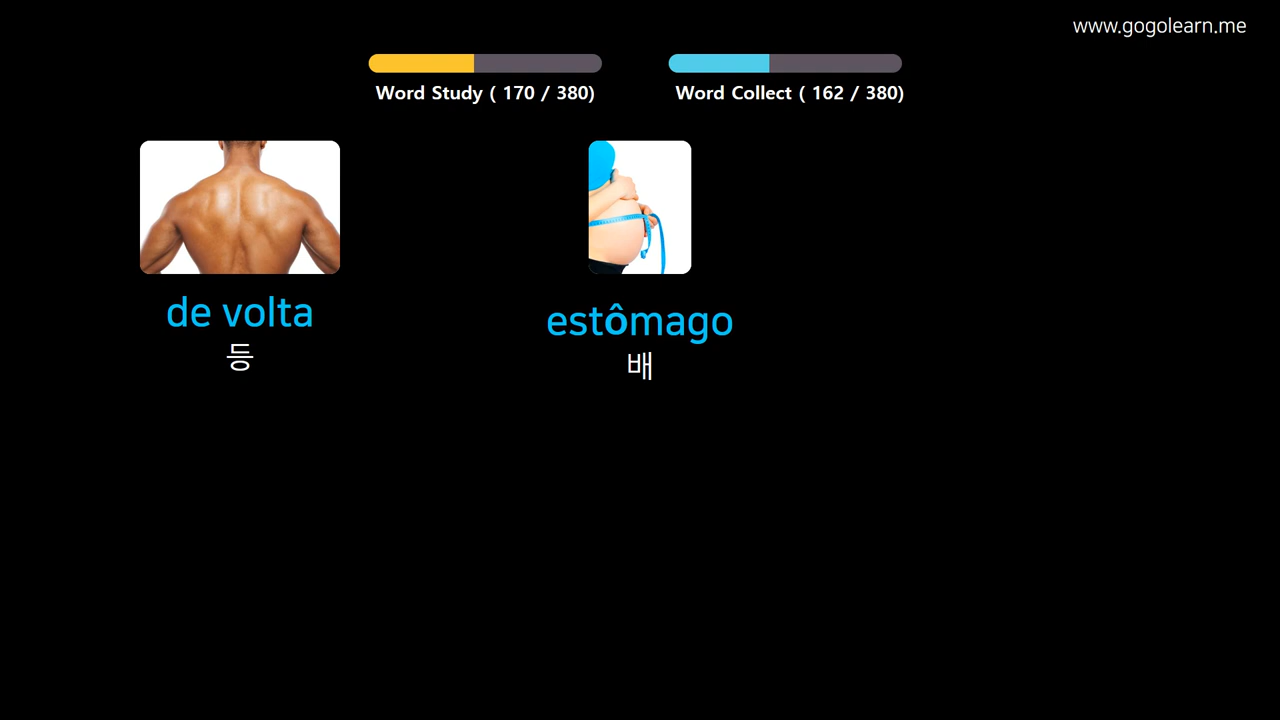 www.gogolearn.me
Word Study ( 170 / 380)
Word Collect ( 162 / 380)
de volta
등
estômago
배